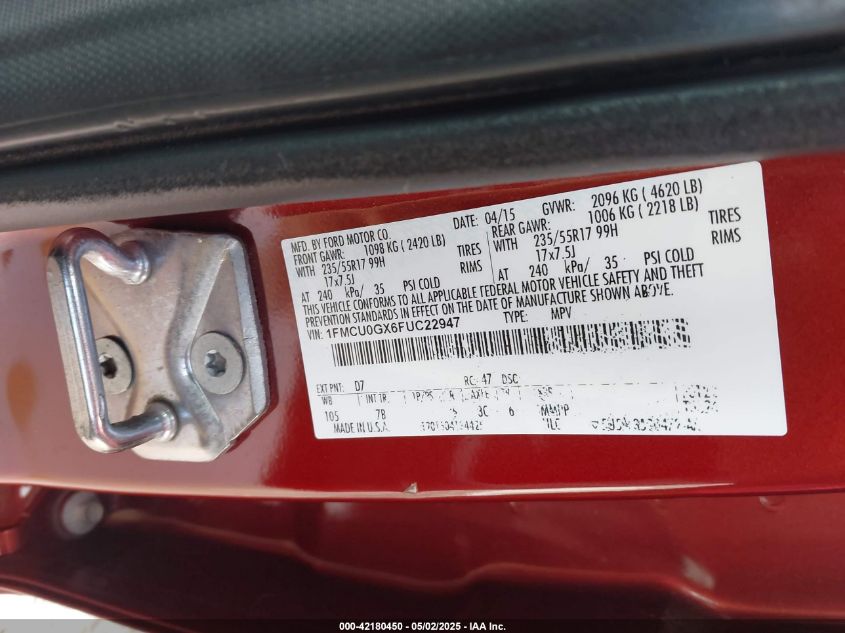 MFD. BY FORD MOTOR CO.
DATE: 04/15 GVWR: 2096 KG ( 4620 LB)
FRONT GAWR: 1098 KG ( 2420 LB) REAR GAWR: 1006 KG ( 2218 LB)
WITH 235/55R17 99H TIRES WITH 235/55R17 99H TIRES
17x7.5J RIMS 17x7.5J RIMS
AT 240 kPa/ 35 PSI COLD AT 240 kPa/ 35 PSI COLD
THIS VEHICLE CONFORMS TO ALL APPLICABLE FEDERAL MOTOR VEHICLE SAFETY AND THEFT
PREVENTION STANDARDS IN EFFECT ON THE DATE OF MANUFACTURE SHOWN ABOVE.
VIN: 1FMCU0GX6FUC22947 TYPE: MPV
EXT PNT: D7 RC: 47 DSO:
WB INT TR
105 7B 3C 6
MADE IN U.S.A.
000-42180450 - 05/02/2025 - IAA Inc.